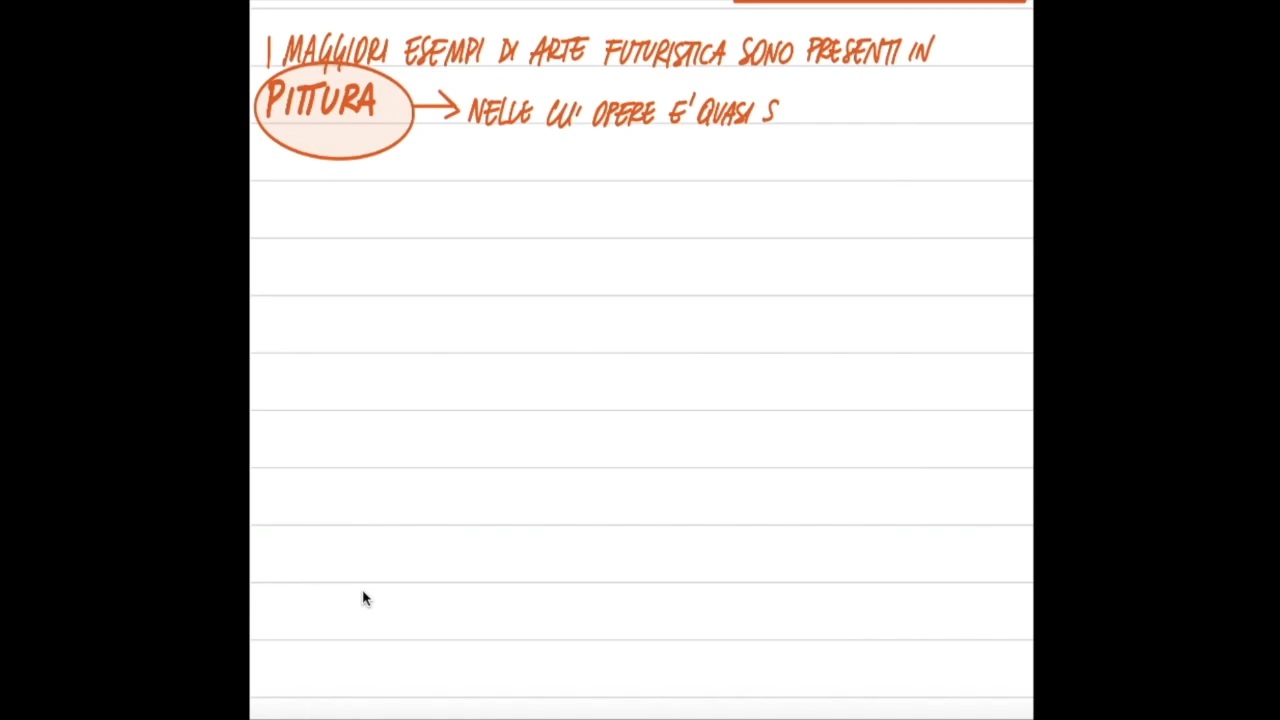 I MAGGIORI ESEMPI DI ARTE FUTURISTICA SONO PRESENTI IN
PITTURA → NELLE CUI OPERE E' QUASI S